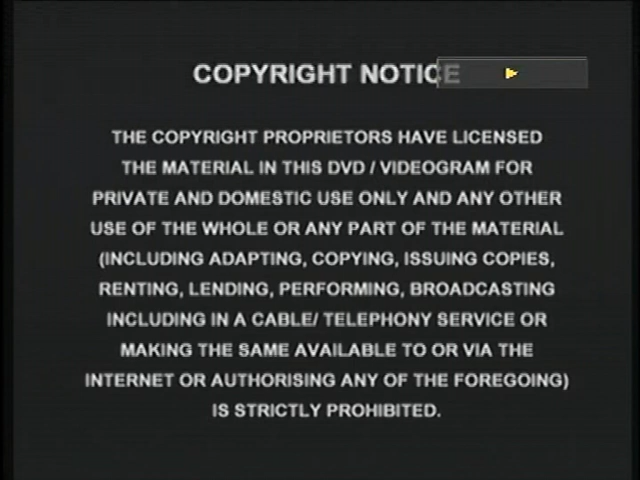 COPYRIGHT NOTICE
THE COPYRIGHT PROPRIETORS HAVE LICENSED
THE MATERIAL IN THIS DVD / VIDEOGRAM FOR
PRIVATE AND DOMESTIC USE ONLY AND ANY OTHER
USE OF THE WHOLE OR ANY PART OF THE MATERIAL
(INCLUDING ADAPTING, COPYING, ISSUING COPIES,
RENTING, LENDING, PERFORMING, BROADCASTING
INCLUDING IN A CABLE/ TELEPHONY SERVICE OR
MAKING THE SAME AVAILABLE TO OR VIA THE
INTERNET OR AUTHORISING ANY OF THE FOREGOING)
IS STRICTLY PROHIBITED.